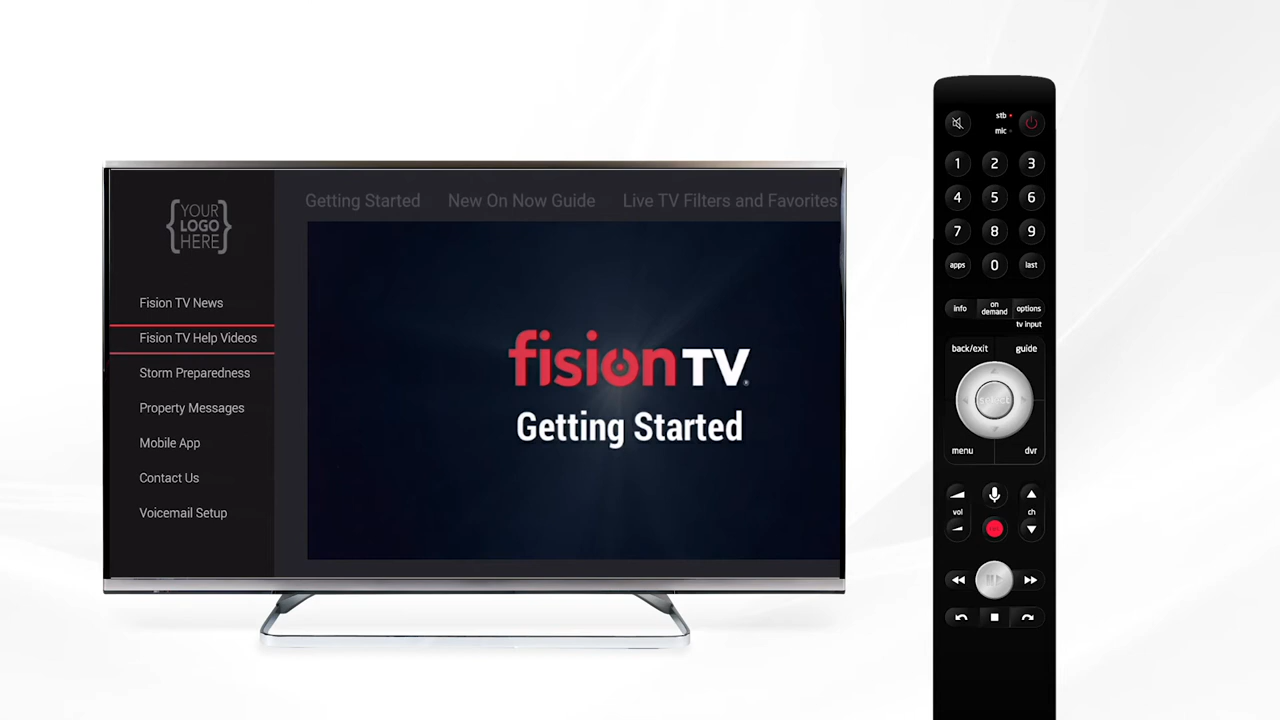 YOUR
LOGO
HERE
Fision TV News
Fision TV Help Videos
Storm Preparedness
Property Messages
Mobile App
Contact Us
Voicemail Setup
Getting Started
New On Now Guide
Live TV Filters and Favorites
fision TV®
Getting Started
stb
mic
1 2 3
4 5 6
7 8 9
apps 0 last
info
on
demand
options
tv input
back/exit guide
select
menu dvr
vol ch